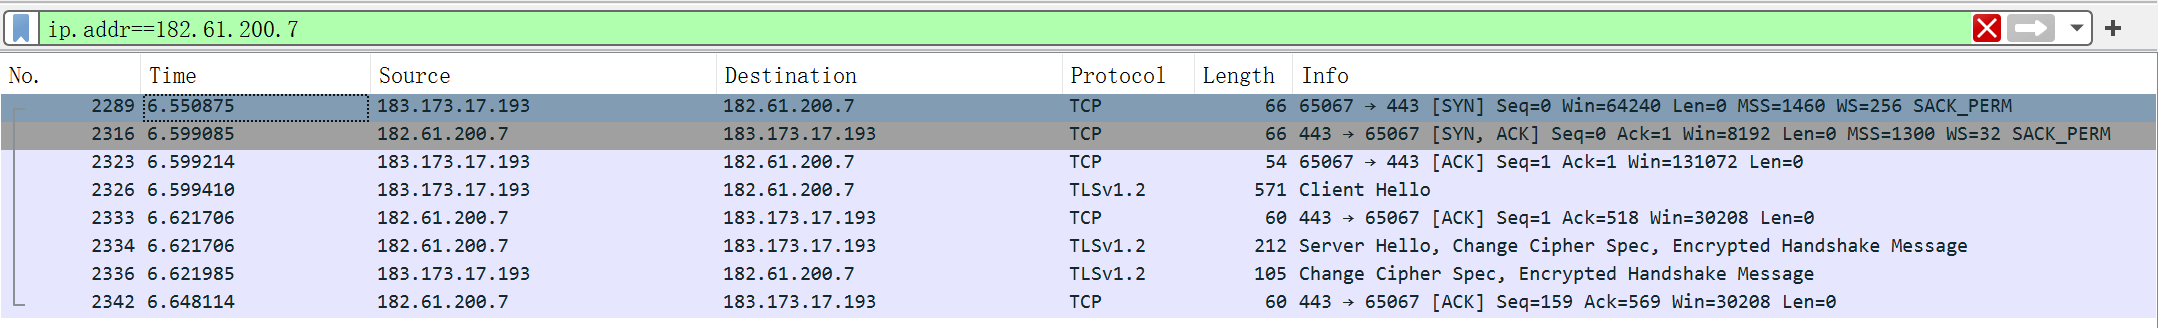 ip.addr==182.61.200.7
No. Time Source Destination Protocol Length Info
2289 6.550875 183.173.17.193 182.61.200.7 TCP 66 65067 → 443 [SYN] Seq=0 Win=64240 Len=0 MSS=1460 WS=256 SACK_PERM
2316 6.599085 182.61.200.7 183.173.17.193 TCP 66 443 → 65067 [SYN, ACK] Seq=0 Ack=1 Win=8192 Len=0 MSS=1300 WS=32 SACK_PERM
2323 6.599214 183.173.17.193 182.61.200.7 TCP 54 65067 → 443 [ACK] Seq=1 Ack=1 Win=131072 Len=0
2326 6.599410 183.173.17.193 182.61.200.7 TLSv1.2 571 Client Hello
2333 6.621706 182.61.200.7 183.173.17.193 TCP 60 443 → 65067 [ACK] Seq=1 Ack=518 Win=30208 Len=0
2334 6.621706 182.61.200.7 183.173.17.193 TLSv1.2 212 Server Hello, Change Cipher Spec, Encrypted Handshake Message
2336 6.621985 183.173.17.193 182.61.200.7 TLSv1.2 105 Change Cipher Spec, Encrypted Handshake Message
2342 6.648114 182.61.200.7 183.173.17.193 TCP 60 443 → 65067 [ACK] Seq=159 Ack=569 Win=30208 Len=0